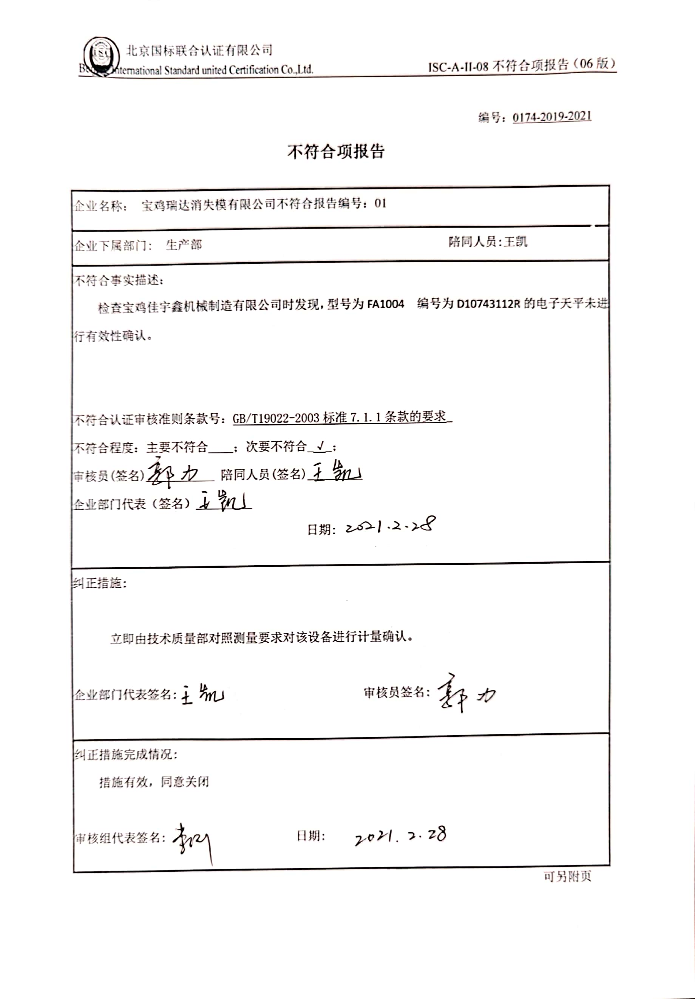 ISC
北京国标联合认证有限公司
International Standard united Certification Co.,Ltd.
ISC-A-II-08 不符合项报告（06 版）
编号：0174-2019-2021
不符合项报告
企业名称： 宝鸡瑞达消失模有限公司不符合报告编号：01
企业下属部门： 生产部 陪同人员:王凯
不符合事实描述：
检查宝鸡佳宇鑫机械制造有限公司时发现，型号为 FA1004 编号为 D10743112R 的电子天平未进
行有效性确认。
不符合认证审核准则条款号：GB/T19022-2003 标准 7.1.1 条款的要求
不符合程度：主要不符合____；次要不符合_√_；
审核员(签名)郭力 陪同人员(签名)王凯
企业部门代表（签名）王凯
日期：2021.2.28
纠正措施：
立即由技术质量部对照测量要求对该设备进行计量确认。
企业部门代表签名：王凯 审核员签名：郭力
纠正措施完成情况：
措施有效，同意关闭
审核组代表签名： 日期： 2021.2.28
可另附页